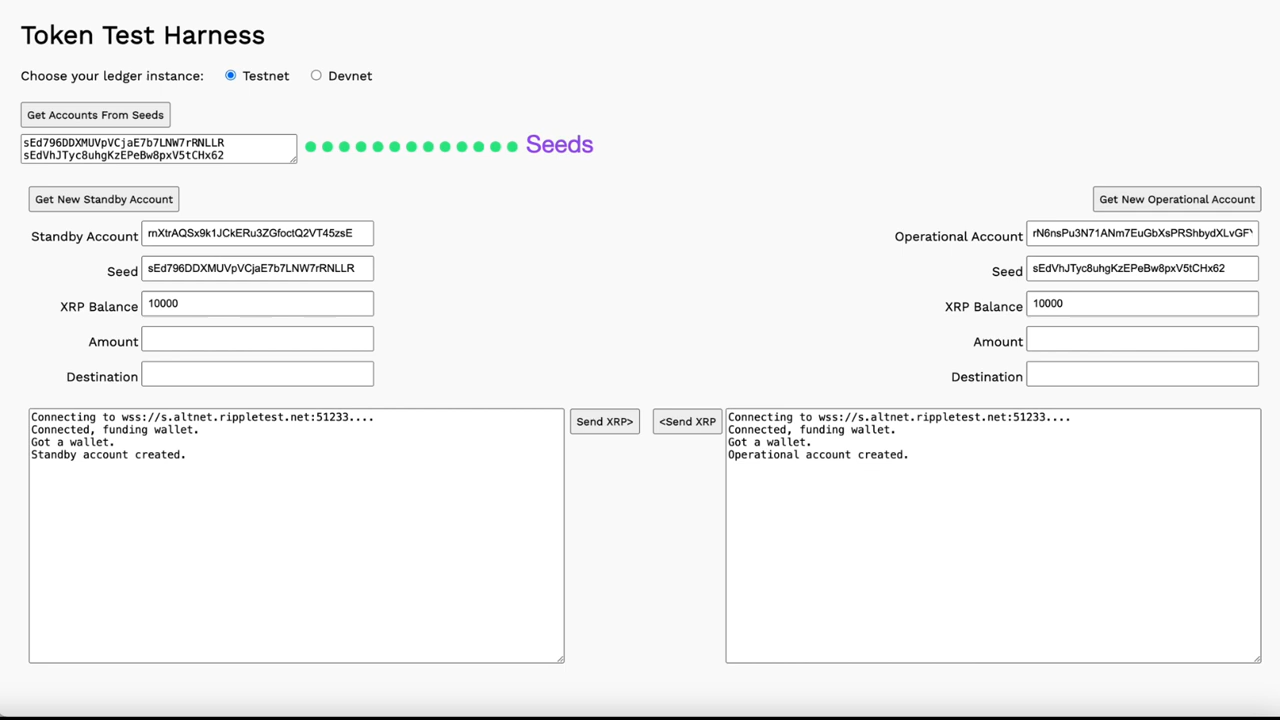 Token Test Harness
Choose your ledger instance: Testnet Devnet
Get Accounts From Seeds
sEd796DDXMUVpVCjaE7b7LNW7rRNLLR
sEdVhJTyc8uhgKzEPeBw8pxV5tCHx62
Seeds
Get New Standby Account
Standby Account rnXtrAQSx9k1JCkERu3ZGfoctQ2VT45zsE
Seed sEd796DDXMUVpVCjaE7b7LNW7rRNLLR
XRP Balance 10000
Amount
Destination
Get New Operational Account
Operational Account rN6nsPu3N71ANm7EuGbXsPRShbydXLvGF
Seed sEdVhJTyc8uhgKzEPeBw8pxV5tCHx62
XRP Balance 10000
Amount
Destination
Connecting to wss://s.altnet.rippletest.net:51233....
Connected, funding wallet.
Got a wallet.
Standby account created.
Send XRP>
<Send XRP
Connecting to wss://s.altnet.rippletest.net:51233....
Connected, funding wallet.
Got a wallet.
Operational account created.